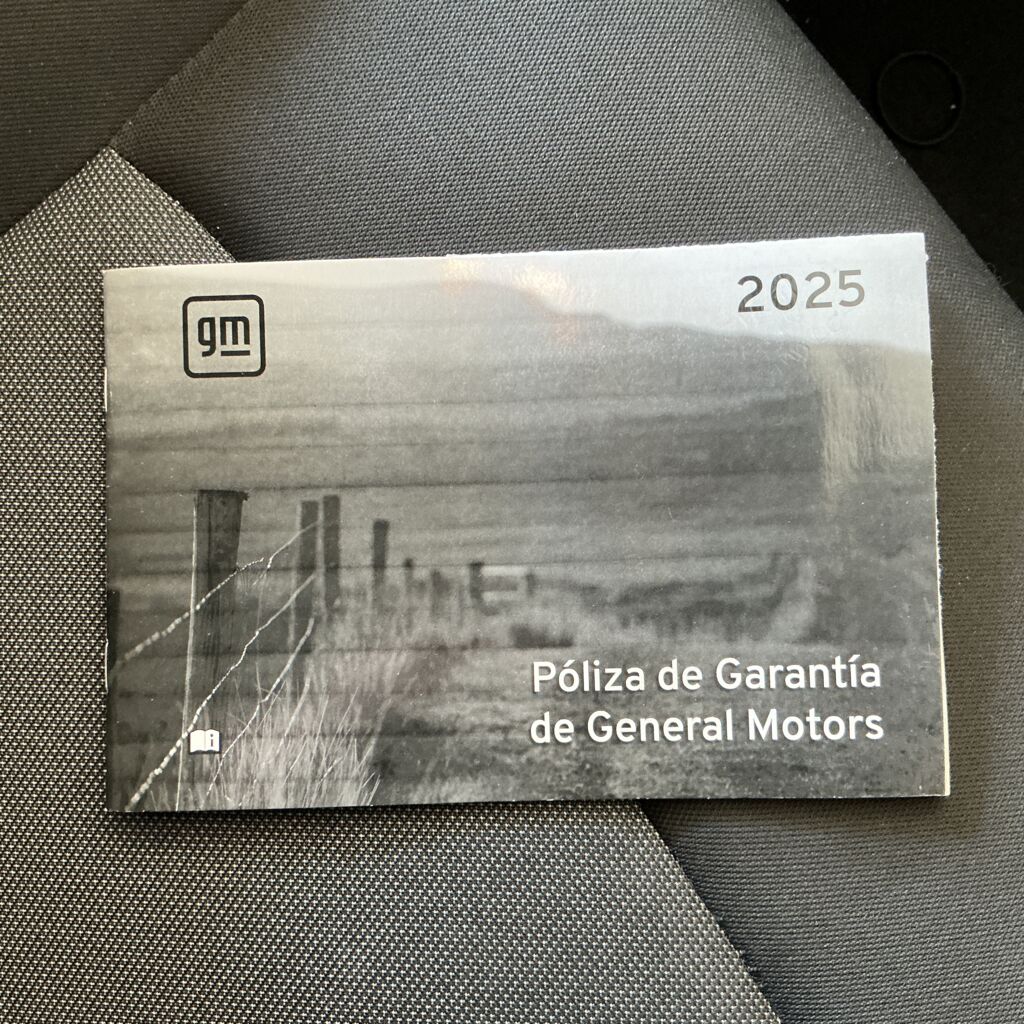 gm
2025
Póliza de Garantía
de General Motors